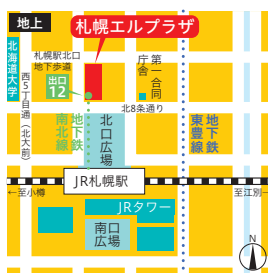 地上
札幌エルプラザ
北海道大学
西5丁目通(北大前)
札幌駅北口
地下歩道
出口
12
第一合同
庁舎
北8条通り
地下鉄
南北線
北口広場
地下鉄
東豊線
JR札幌駅
←至小樽
至江別→
JRタワー
南口
広場
N